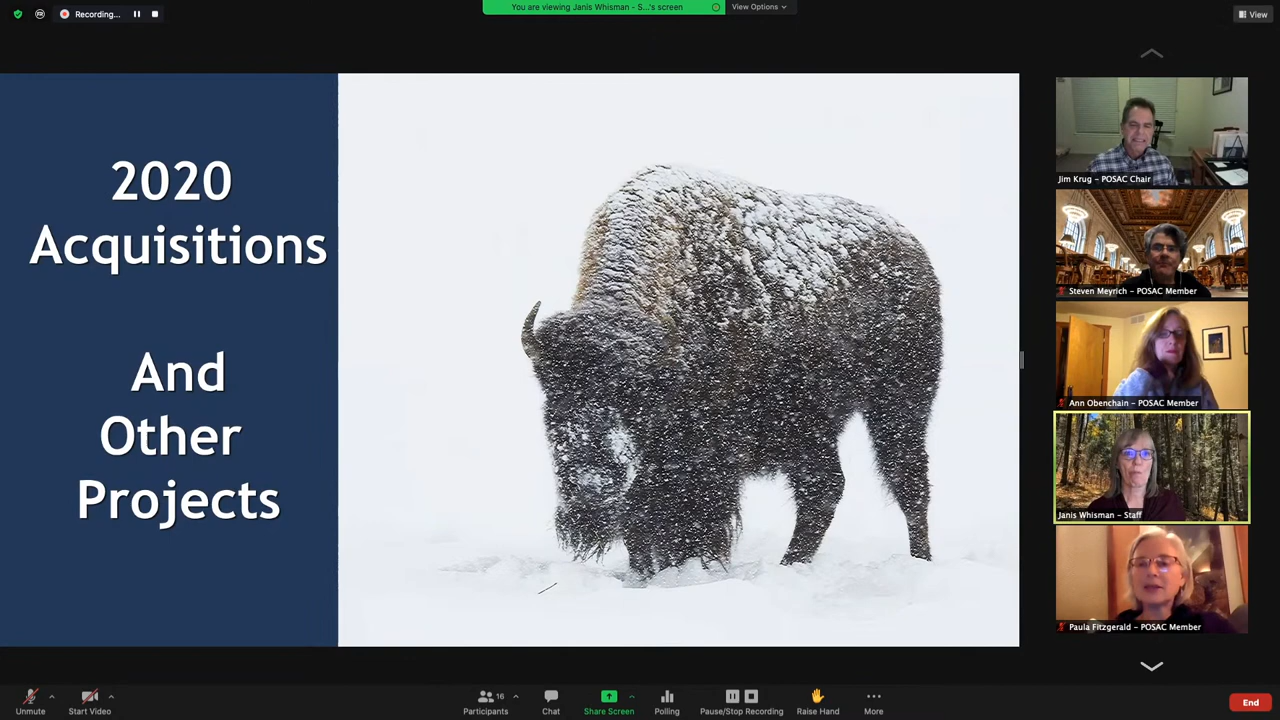 Recording...
You are viewing Janis Whisman - S...'s screen
View Options
View
2020
Acquisitions
And
Other
Projects
Jim Krug – POSAC Chair
Steven Meyrich – POSAC Member
Ann Obenchain – POSAC Member
Janis Whisman – Staff
Paula Fitzgerald – POSAC Member
Unmute
Start Video
16
Participants
Chat
Share Screen
Polling
Pause/Stop Recording
Raise Hand
More
End